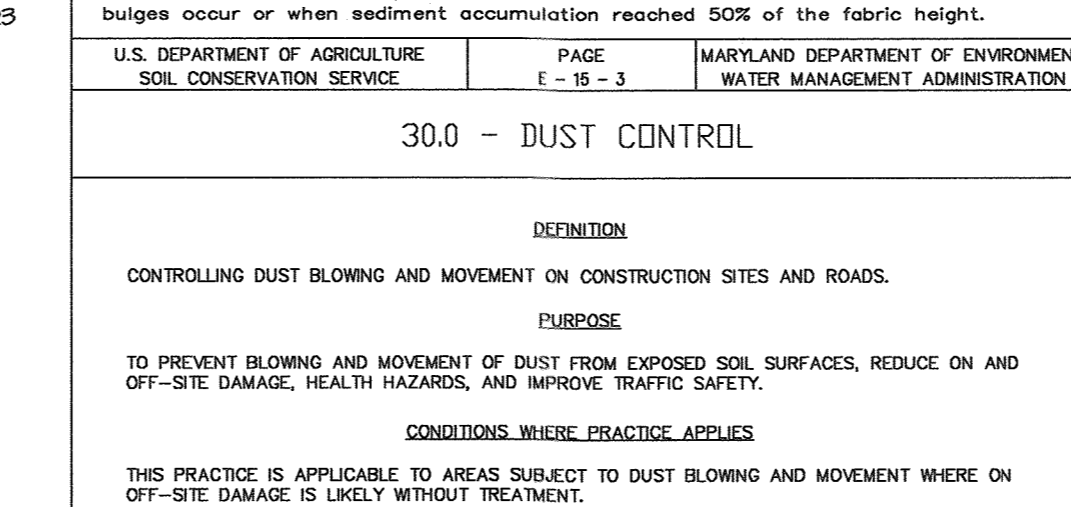 3
bulges occur or when sediment accumulation reached 50% of the fabric height.
U.S. DEPARTMENT OF AGRICULTURE
SOIL CONSERVATION SERVICE
PAGE
E - 15 - 3
MARYLAND DEPARTMENT OF ENVIRONMEN
WATER MANAGEMENT ADMINISTRATION
30.0 - DUST CONTROL
DEFINITION
CONTROLLING DUST BLOWING AND MOVEMENT ON CONSTRUCTION SITES AND ROADS.
PURPOSE
TO PREVENT BLOWING AND MOVEMENT OF DUST FROM EXPOSED SOIL SURFACES, REDUCE ON AND
OFF-SITE DAMAGE, HEALTH HAZARDS, AND IMPROVE TRAFFIC SAFETY.
CONDITIONS WHERE PRACTICE APPLIES
THIS PRACTICE IS APPLICABLE TO AREAS SUBJECT TO DUST BLOWING AND MOVEMENT WHERE ON
OFF-SITE DAMAGE IS LIKELY WITHOUT TREATMENT.